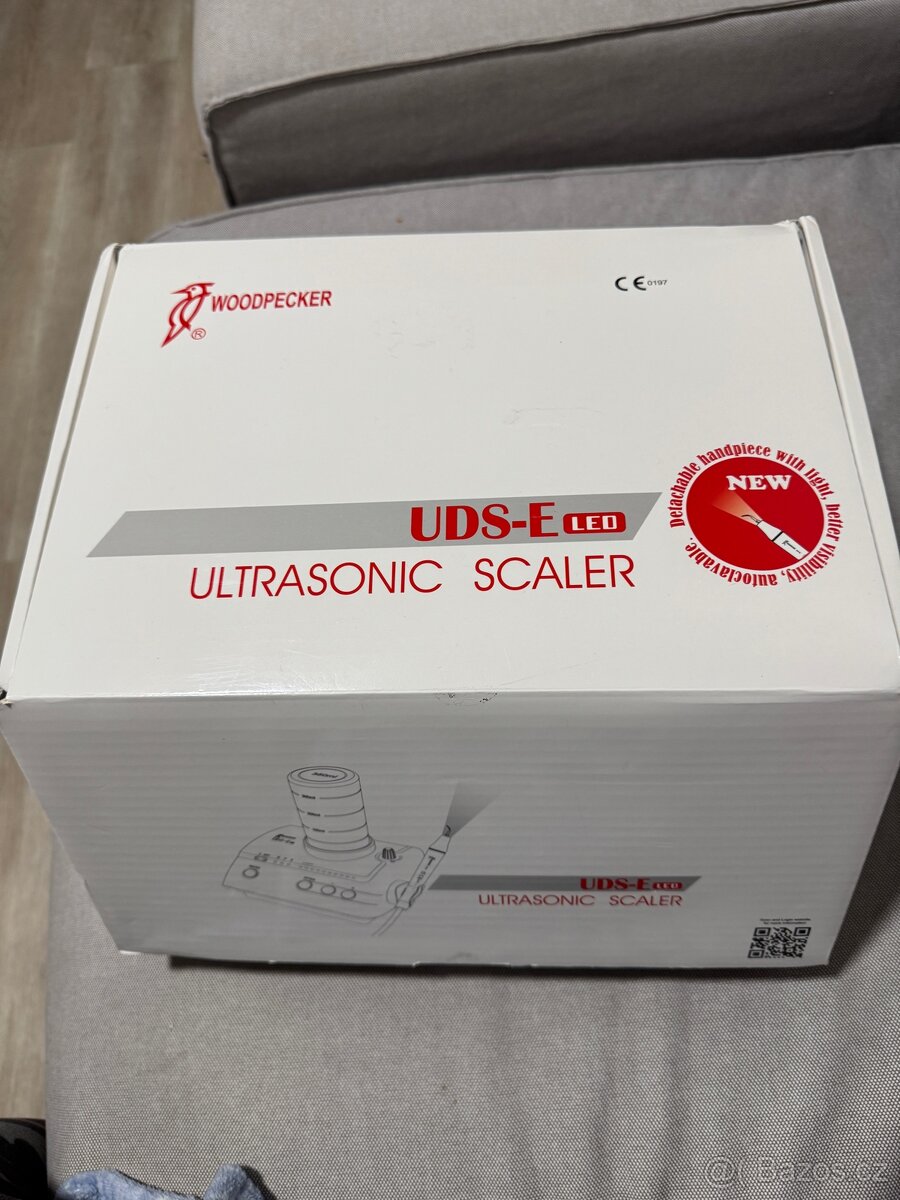 WOODPECKER
®
CE 0197
Detachable handpiece with light, better visibility, autoclavable.
NEW
UDS-E LED
ULTRASONIC SCALER
350ml
UDS-E LED
ULTRASONIC SCALER
@ Bazos.cz